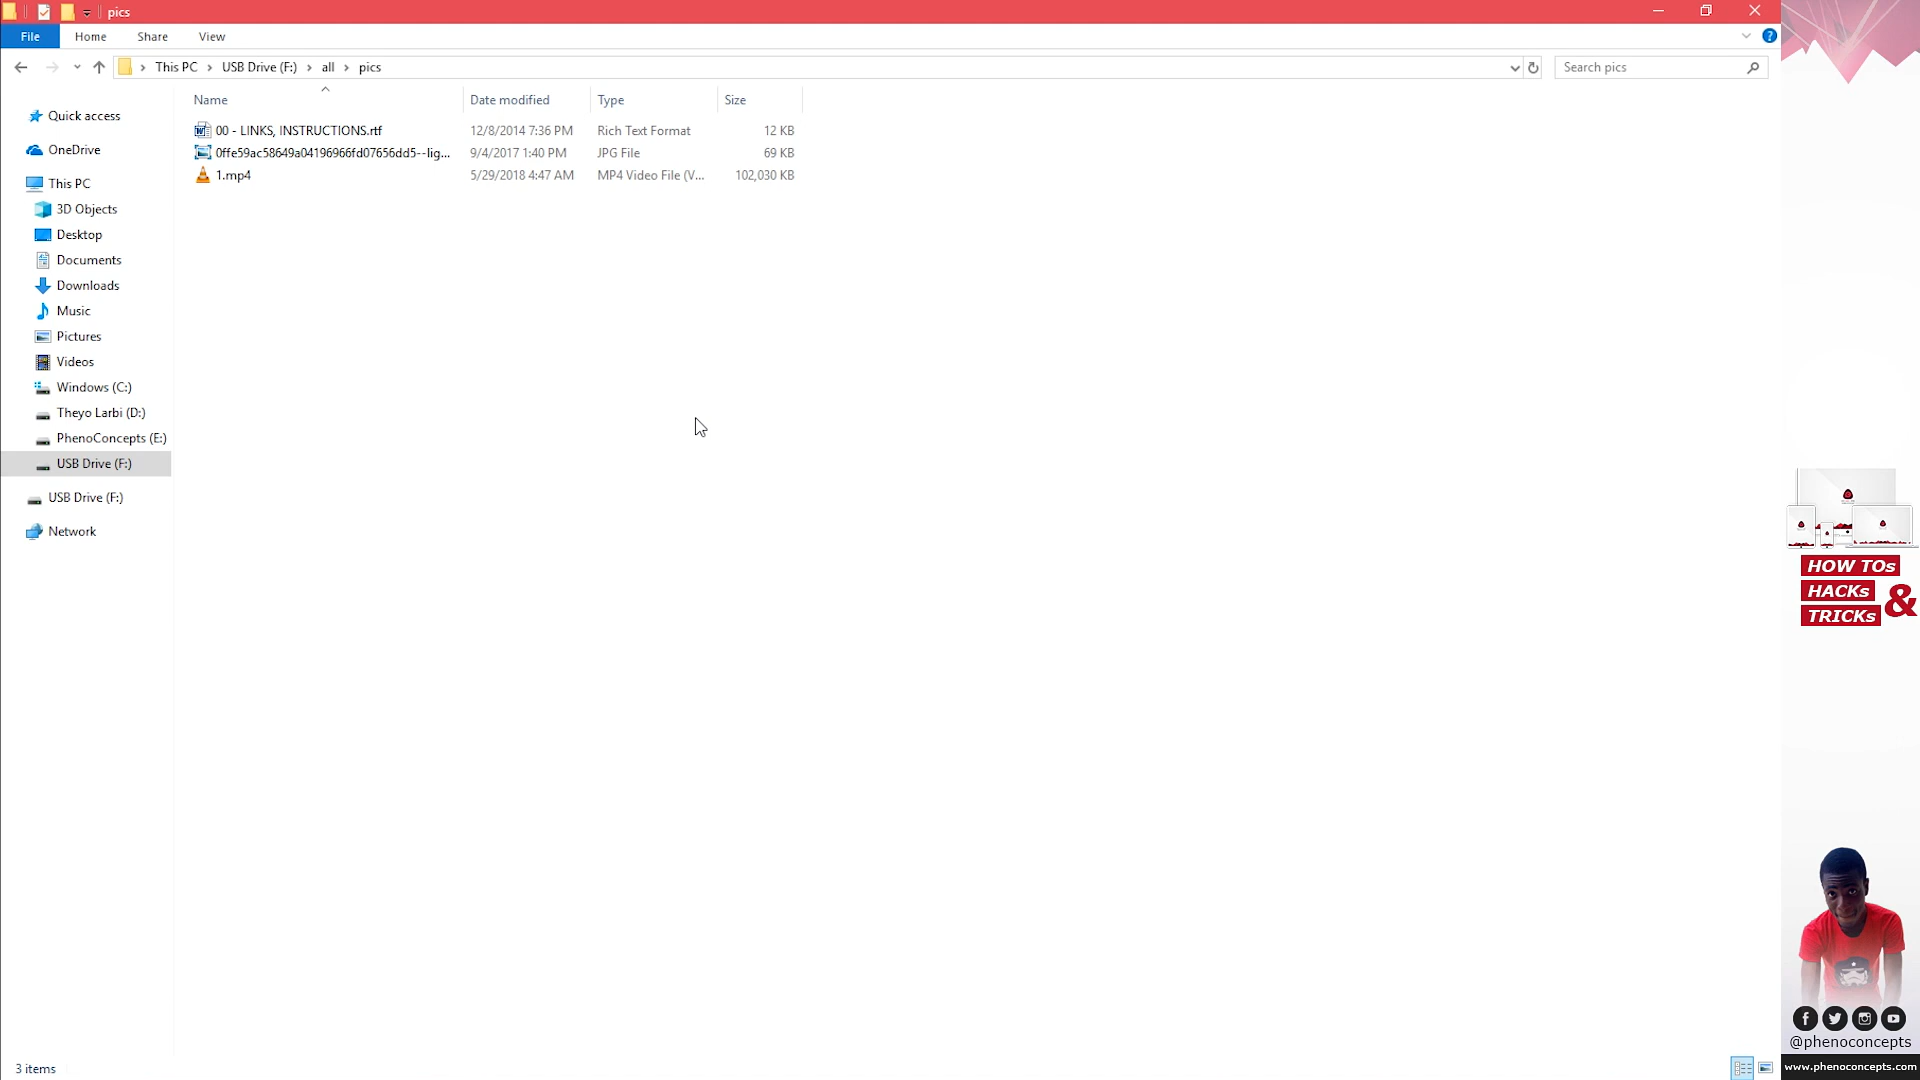 pics
File Home Share View
This PC USB Drive (F:) all pics
Search pics
Name Date modified Type Size
00 - LINKS, INSTRUCTIONS.rtf 12/8/2014 7:36 PM Rich Text Format 12 KB
0ffe59ac58649a04196966fd07656dd5--lig... 9/4/2017 1:40 PM JPG File 69 KB
1.mp4 5/29/2018 4:47 AM MP4 Video File (V... 102,030 KB
Quick access
OneDrive
This PC
3D Objects
Desktop
Documents
Downloads
Music
Pictures
Videos
Windows (C:)
Theyo Larbi (D:)
PhenoConcepts (E:)
USB Drive (F:)
USB Drive (F:)
Network
3 items
HOW TOs
HACKs &
TRICKs
@phenoconcepts
www.phenoconcepts.com